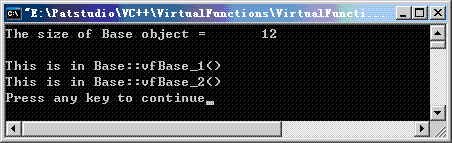 "E:\Patstudio\VC++\VirtualFunctions\VirtualFuncti...
The size of Base object =        12
This is in Base::vfBase_1()
This is in Base::vfBase_2()
Press any key to continue_